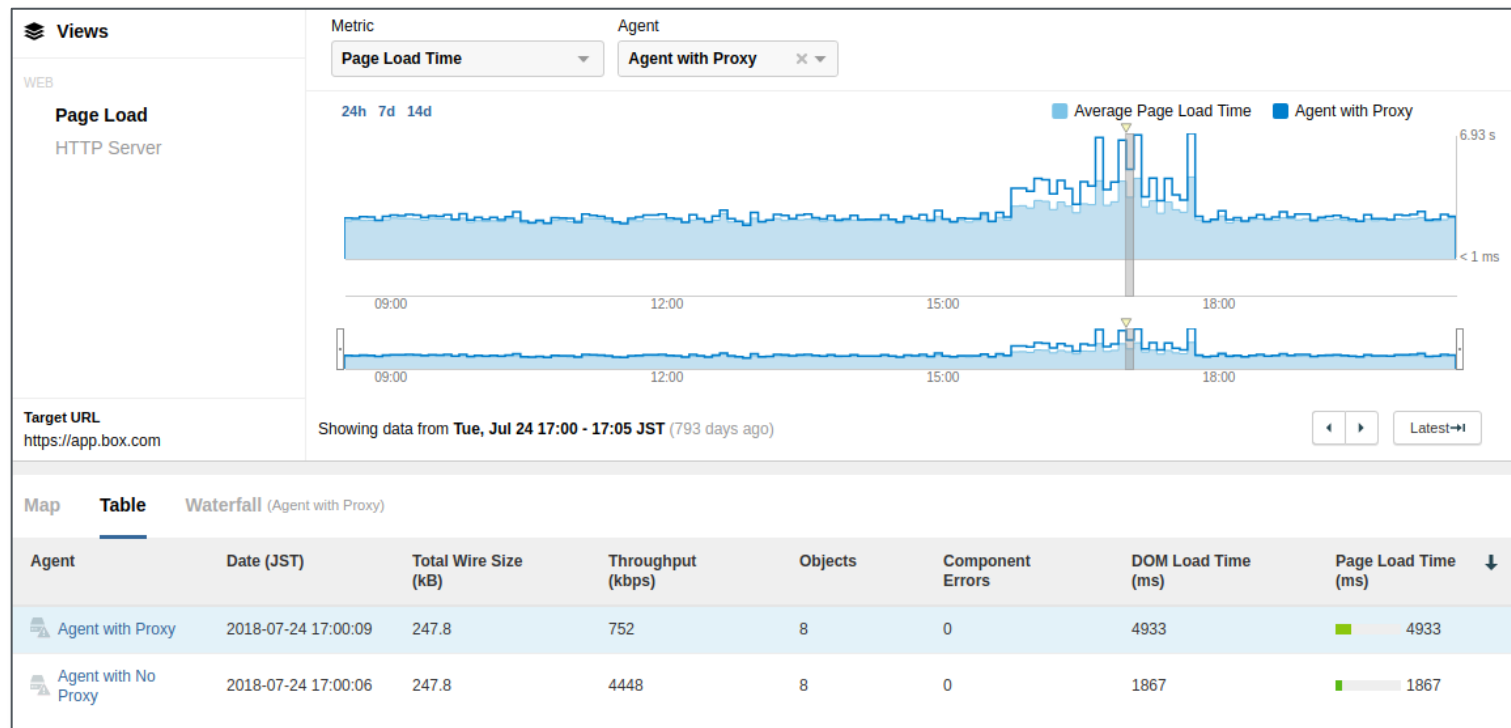 Views
WEB
Page Load
HTTP Server
Target URL
https://app.box.com
Metric
Agent
Page Load Time
Agent with Proxy
24h 7d 14d
Average Page Load Time
Agent with Proxy
6.93 s
< 1 ms
09:00 12:00 15:00 18:00
09:00 12:00 15:00 18:00
Showing data from Tue, Jul 24 17:00 - 17:05 JST (793 days ago)
Latest
Map Table Waterfall (Agent with Proxy)
Agent
Date (JST)
Total Wire Size
(kB)
Throughput
(kbps)
Objects
Component
Errors
DOM Load Time
(ms)
Page Load Time
(ms)
Agent with Proxy 2018-07-24 17:00:09 247.8 752 8 0 4933 4933
Agent with No
Proxy
2018-07-24 17:00:06 247.8 4448 8 0 1867 1867